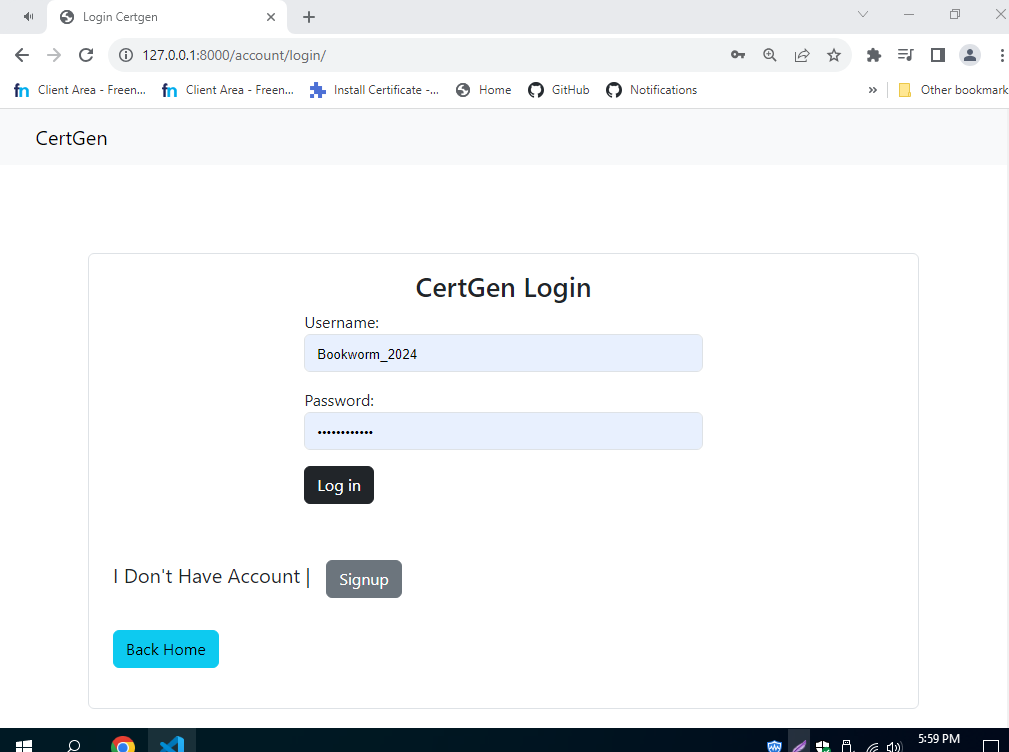 Login Certgen
127.0.0.1:8000/account/login/
fn Client Area - Freen... fn Client Area - Freen... Install Certificate -... Home GitHub Notifications » Other bookmark
CertGen
CertGen Login
Username:
Bookworm_2024
Password:
••••••••••••
Log in
I Don't Have Account | Signup
Back Home
5:59 PM